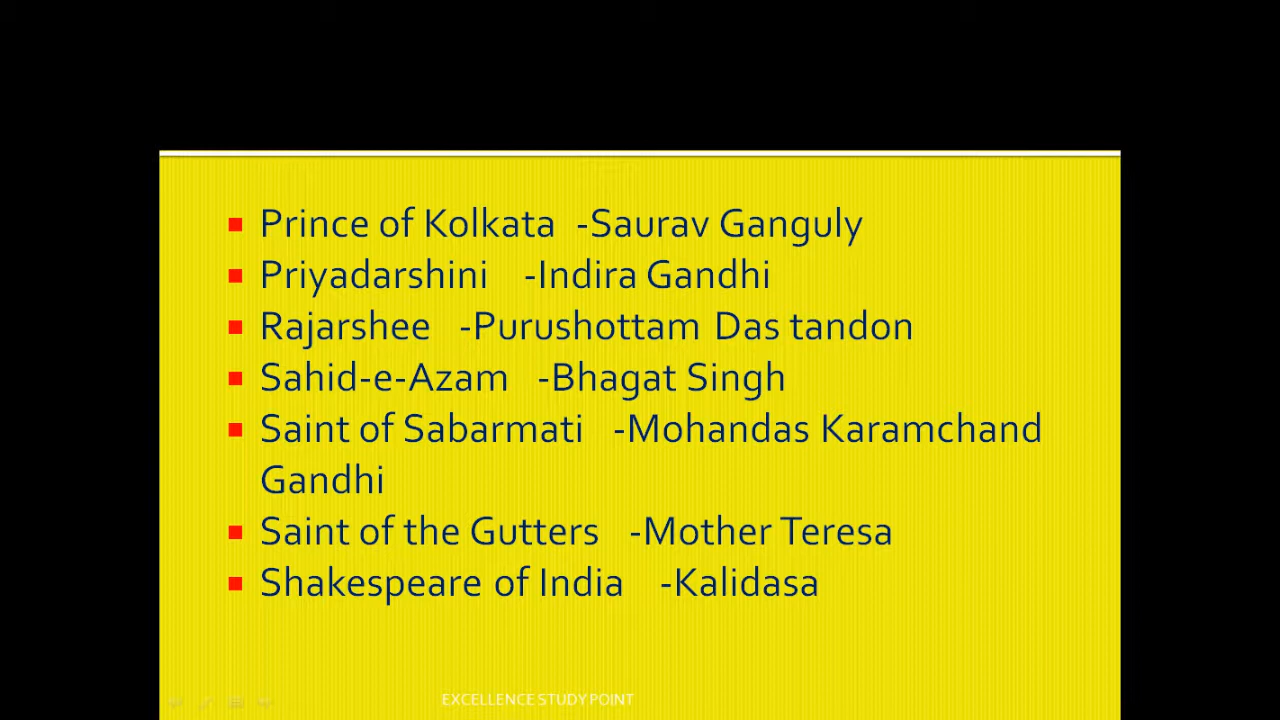 Prince of Kolkata -Saurav Ganguly
Priyadarshini -Indira Gandhi
Rajarshee -Purushottam Das tandon
Sahid-e-Azam -Bhagat Singh
Saint of Sabarmati -Mohandas Karamchand
Gandhi
Saint of the Gutters -Mother Teresa
Shakespeare of India -Kalidasa
EXCELLENCE STUDY POINT